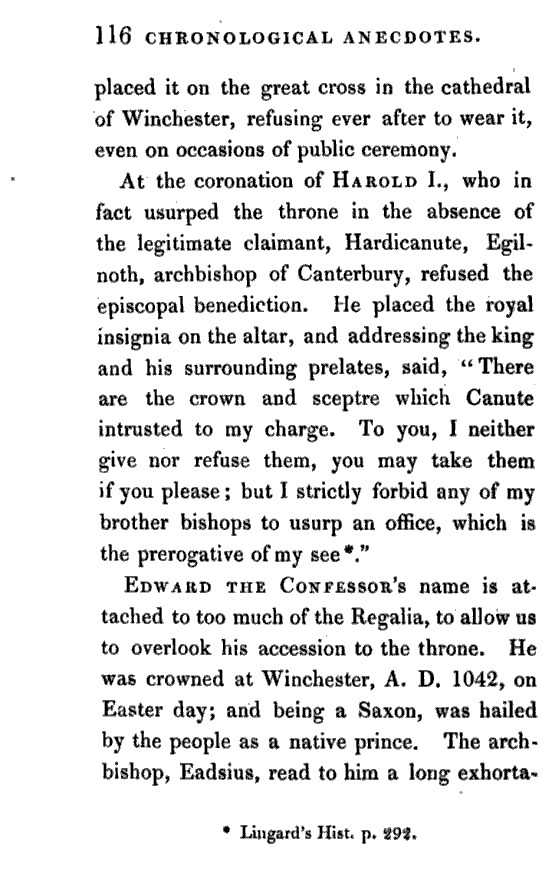 116 CHRONOLOGICAL ANECDOTES.
placed it on the great cross in the cathedral
of Winchester, refusing ever after to wear it,
even on occasions of public ceremony.
At the coronation of HAROLD I., who in
fact usurped the throne in the absence of
the legitimate claimant, Hardicanute, Egil-
noth, archbishop of Canterbury, refused the
episcopal benediction. He placed the royal
insignia on the altar, and addressing the king
and his surrounding prelates, said, “There
are the crown and sceptre which Canute
intrusted to my charge. To you, I neither
give nor refuse them, you may take them
if you please; but I strictly forbid any of my
brother bishops to usurp an office, which is
the prerogative of my see*.”
EDWARD THE CONFESSOR's name is at-
tached to too much of the Regalia, to allow us
to overlook his accession to the throne. He
was crowned at Winchester, A. D. 1042, on
Easter day; and being a Saxon, was hailed
by the people as a native prince. The arch-
bishop, Eadsius, read to him a long exhorta-
* Lingard's Hist. p. 292.